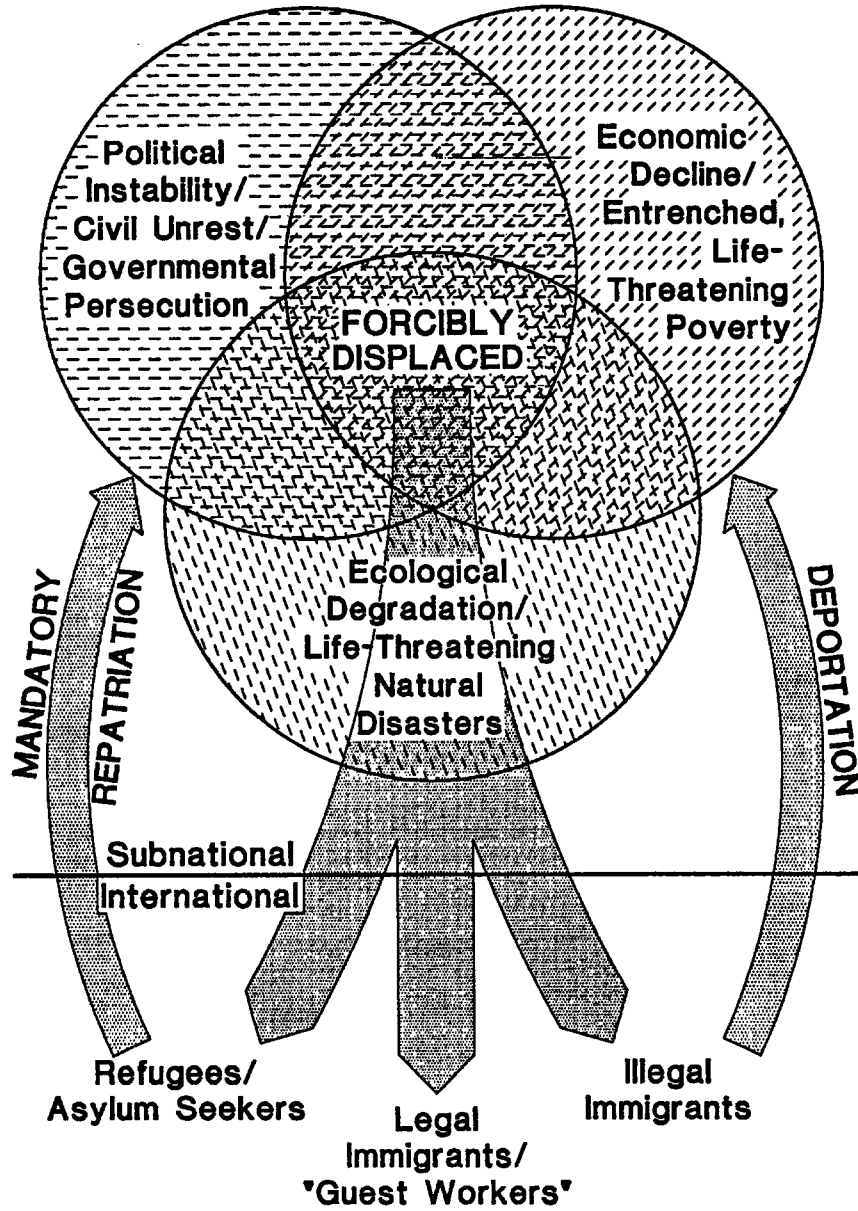 Political
Instability/
Civil Unrest/
Governmental
Persecution
Economic
Decline/
Entrenched,
Life-
Threatening
Poverty
FORCIBLY
DISPLACED
Ecological
Degradation/
Life-Threatening
Natural
Disasters
MANDATORY
REPATRIATION
DEPORTATION
Subnational
International
Refugees/
Asylum Seekers
Legal
Immigrants/
"Guest Workers"
Illegal
Immigrants